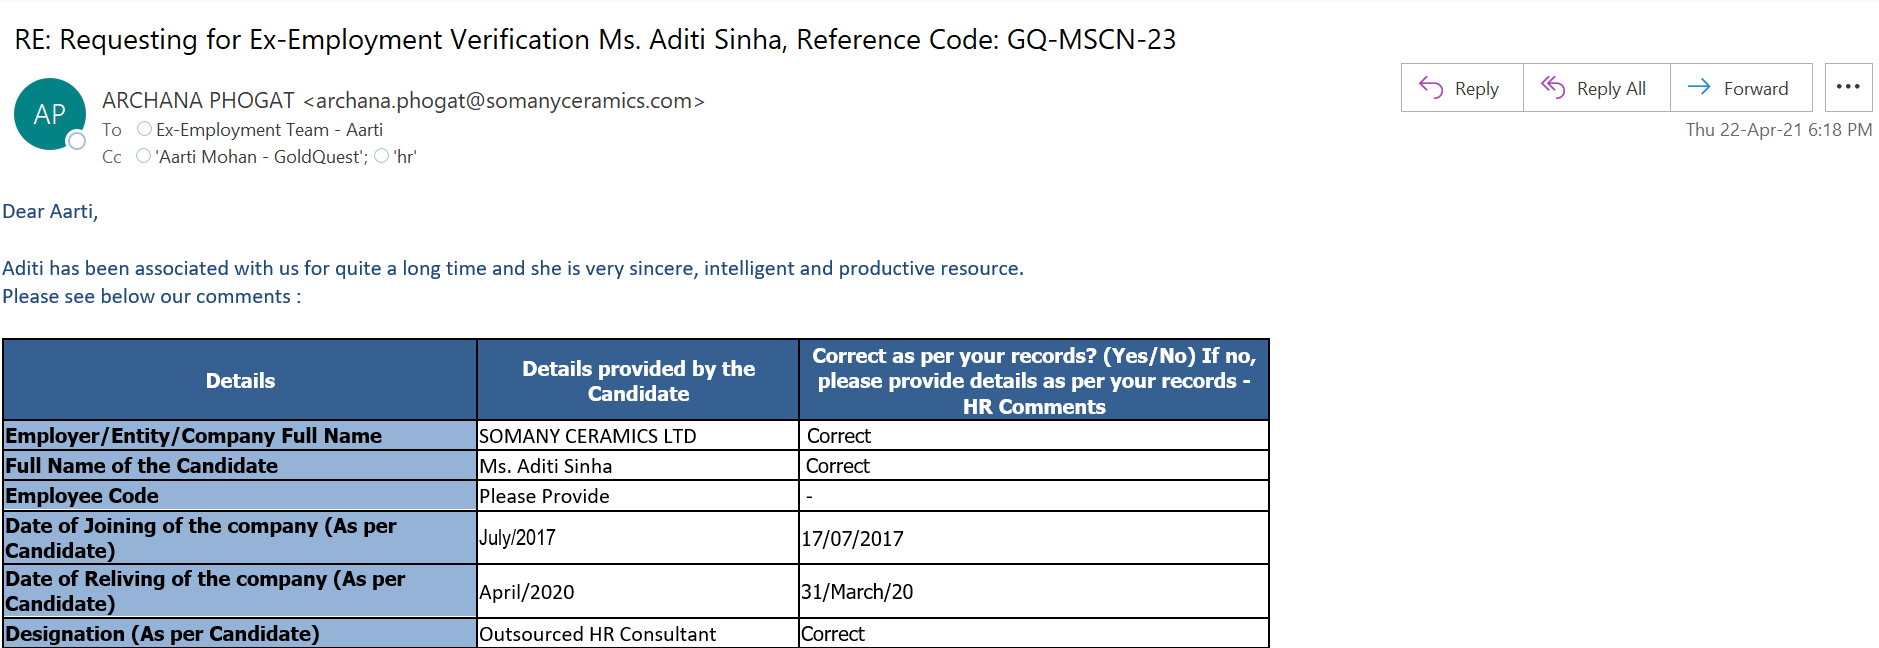 RE: Requesting for Ex-Employment Verification Ms. Aditi Sinha, Reference Code: GQ-MSCN-23
AP
ARCHANA PHOGAT <archana.phogat@somanyceramics.com>
To Ex-Employment Team - Aarti
Cc 'Aarti Mohan - GoldQuest'; 'hr'
Reply Reply All Forward ...
Thu 22-Apr-21 6:18 PM
Dear Aarti,
Aditi has been associated with us for quite a long time and she is very sincere, intelligent and productive resource.
Please see below our comments :
Details
Details provided by the
Candidate
Correct as per your records? (Yes/No) If no,
please provide details as per your records -
HR Comments
Employer/Entity/Company Full Name SOMANY CERAMICS LTD Correct
Full Name of the Candidate Ms. Aditi Sinha Correct
Employee Code Please Provide -
Date of Joining of the company (As per
Candidate)
July/2017 17/07/2017
Date of Reliving of the company (As per
Candidate)
April/2020 31/March/20
Designation (As per Candidate) Outsourced HR Consultant Correct